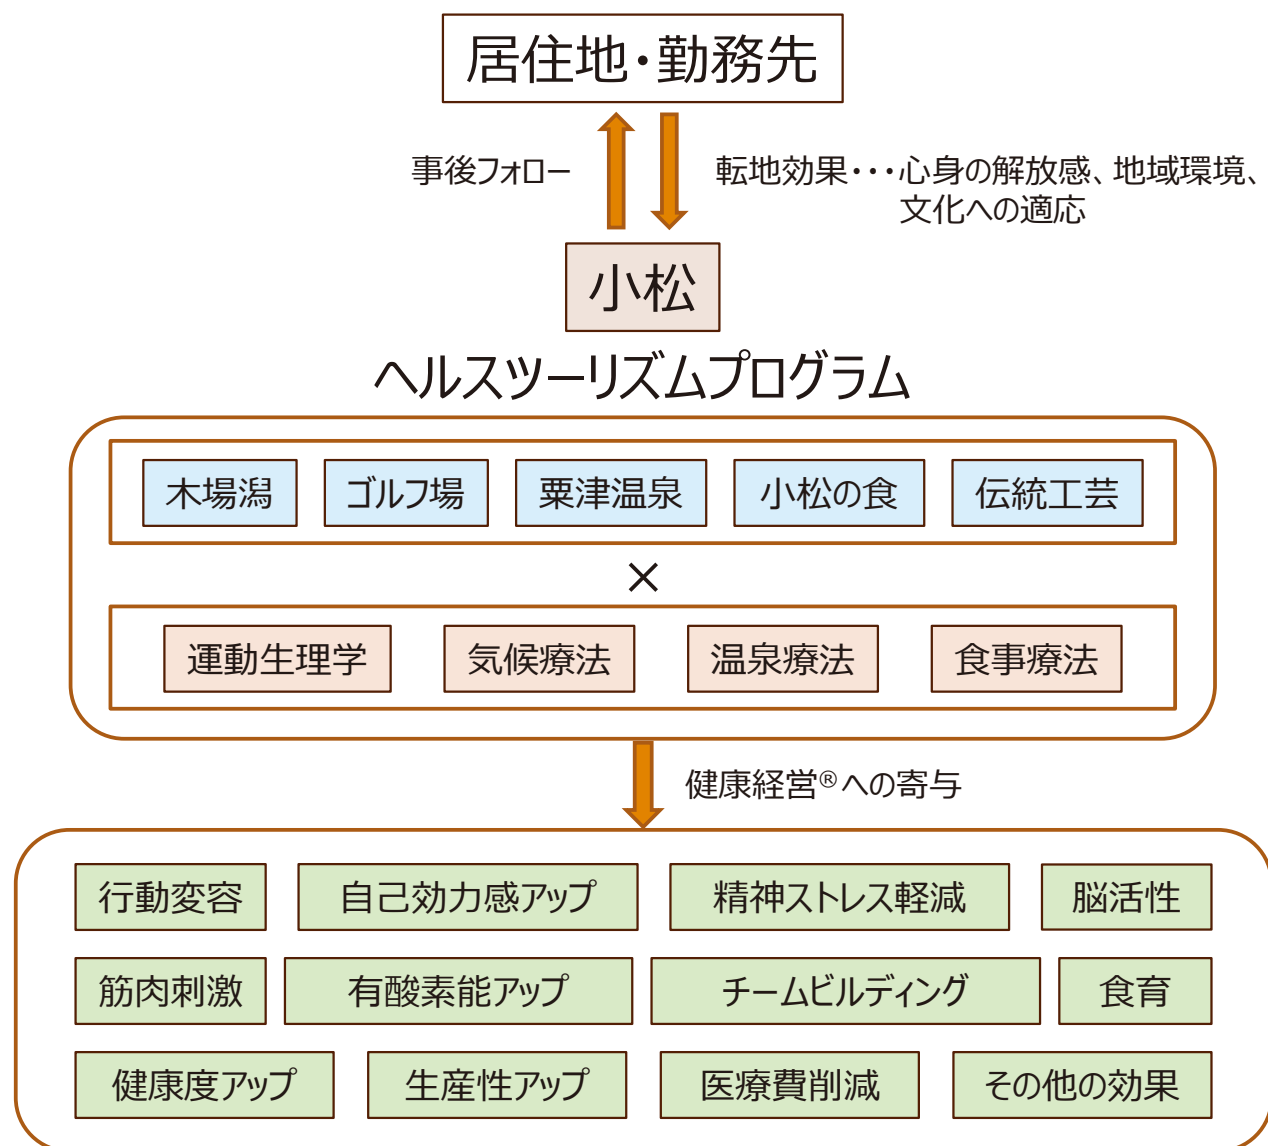 居住地・勤務先
事後フォロー
転地効果・・・心身の解放感、地域環境、
文化への適応
小松
ヘルスツーリズムプログラム
木場潟 ゴルフ場 粟津温泉 小松の食 伝統工芸
×
運動生理学 気候療法 温泉療法 食事療法
健康経営®への寄与
行動変容 自己効力感アップ 精神ストレス軽減 脳活性
筋肉刺激 有酸素能アップ チームビルディング 食育
健康度アップ 生産性アップ 医療費削減 その他の効果